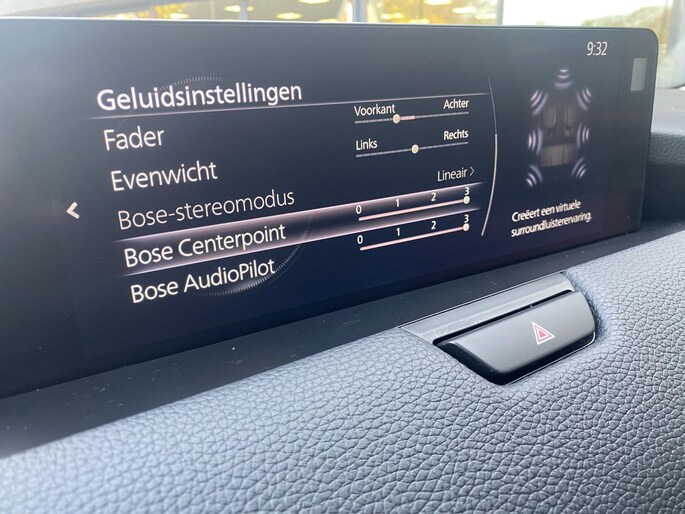 9:32
Geluidsinstellingen
Fader
Voorkant Achter
Evenwicht
Links Rechts
Bose-stereomodus
Lineair
Bose Centerpoint
0 1 2 3
Bose AudioPilot
0 1 2 3
Creëert een virtuele
surroundluisterervaring.